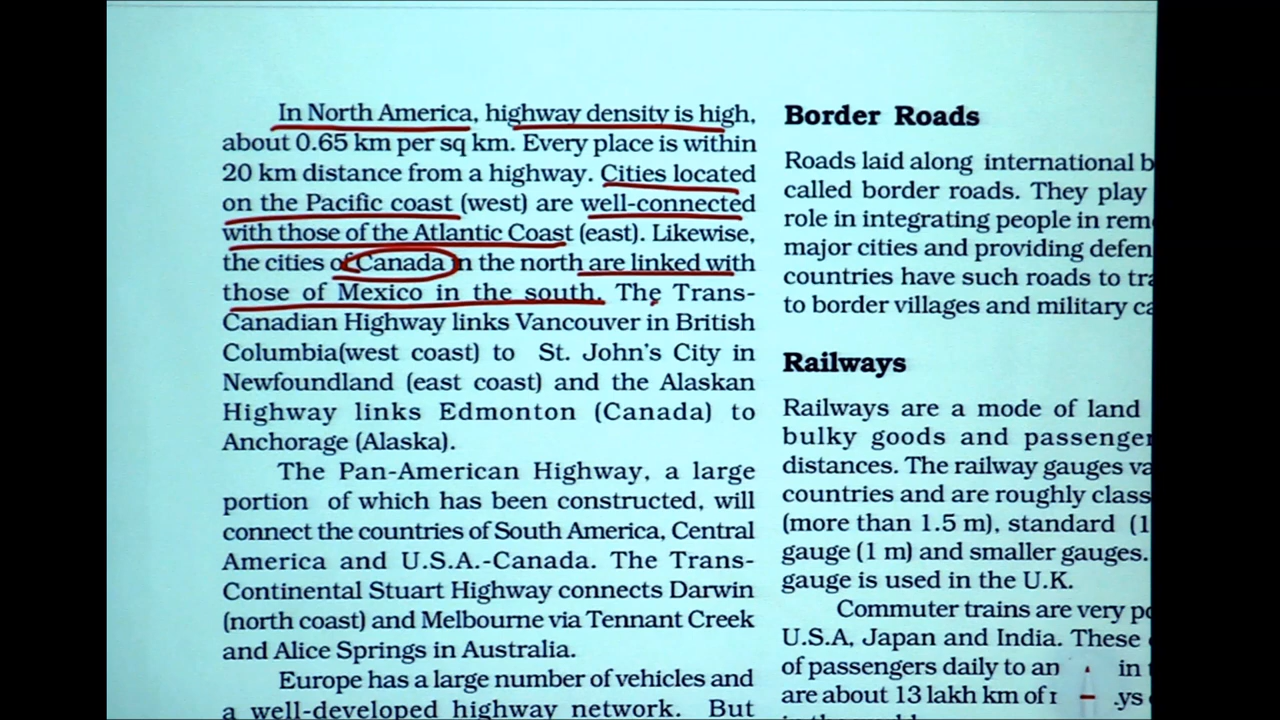 In North America, highway density is high,
about 0.65 km per sq km. Every place is within
20 km distance from a highway. Cities located
on the Pacific coast (west) are well-connected
with those of the Atlantic Coast (east). Likewise,
the cities of Canada in the north are linked with
those of Mexico in the south. The Trans-
Canadian Highway links Vancouver in British
Columbia(west coast) to St. John's City in
Newfoundland (east coast) and the Alaskan
Highway links Edmonton (Canada) to
Anchorage (Alaska).
The Pan-American Highway, a large
portion of which has been constructed, will
connect the countries of South America, Central
America and U.S.A.-Canada. The Trans-
Continental Stuart Highway connects Darwin
(north coast) and Melbourne via Tennant Creek
and Alice Springs in Australia.
Europe has a large number of vehicles and
a well-developed highway network. But
Border Roads
Roads laid along international
called border roads. They play
role in integrating people in
major cities and providing
countries have such roads to
to border villages and military
Railways
Railways are a mode of land
bulky goods and
distances. The railway gauges
countries and are roughly
(more than 1.5 m), standard (1
gauge (1 m) and smaller gauges.
gauge is used in the U.K.
Commuter trains are very
U.S.A, Japan and India. These
of passengers daily to an in
are about 13 lakh km of